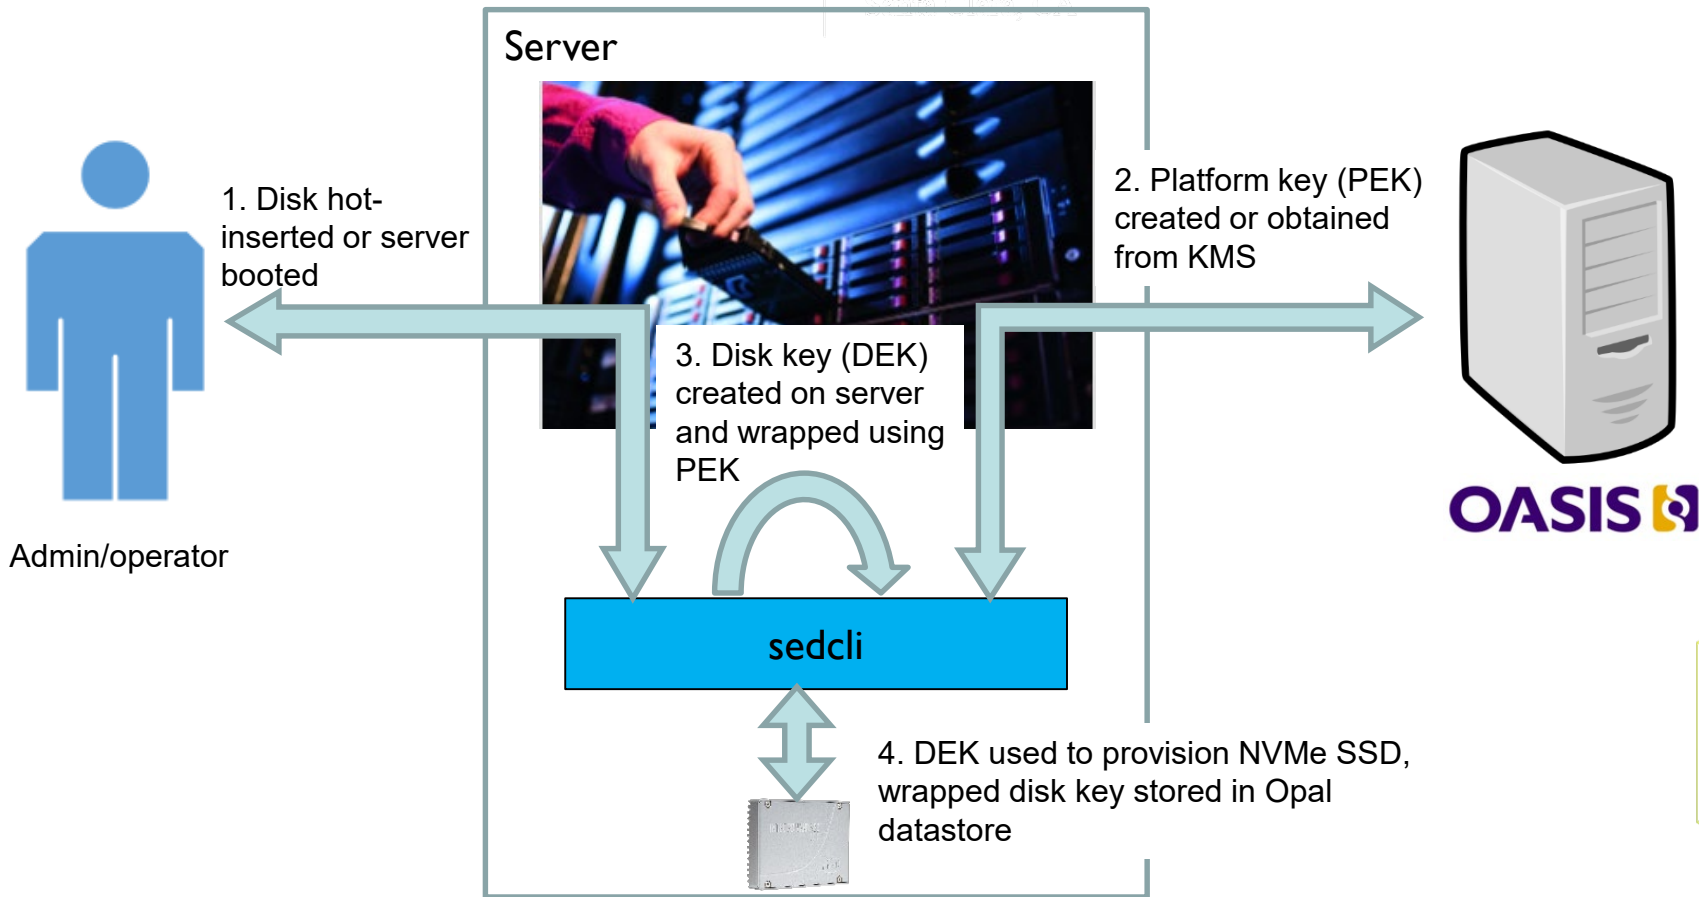 Server
1. Disk hot-
inserted or server
booted
2. Platform key (PEK)
created or obtained
from KMS
3. Disk key (DEK)
created on server
and wrapped using
PEK
OASIS
Admin/operator
sedcli
4. DEK used to provision NVMe SSD,
wrapped disk key stored in Opal
datastore